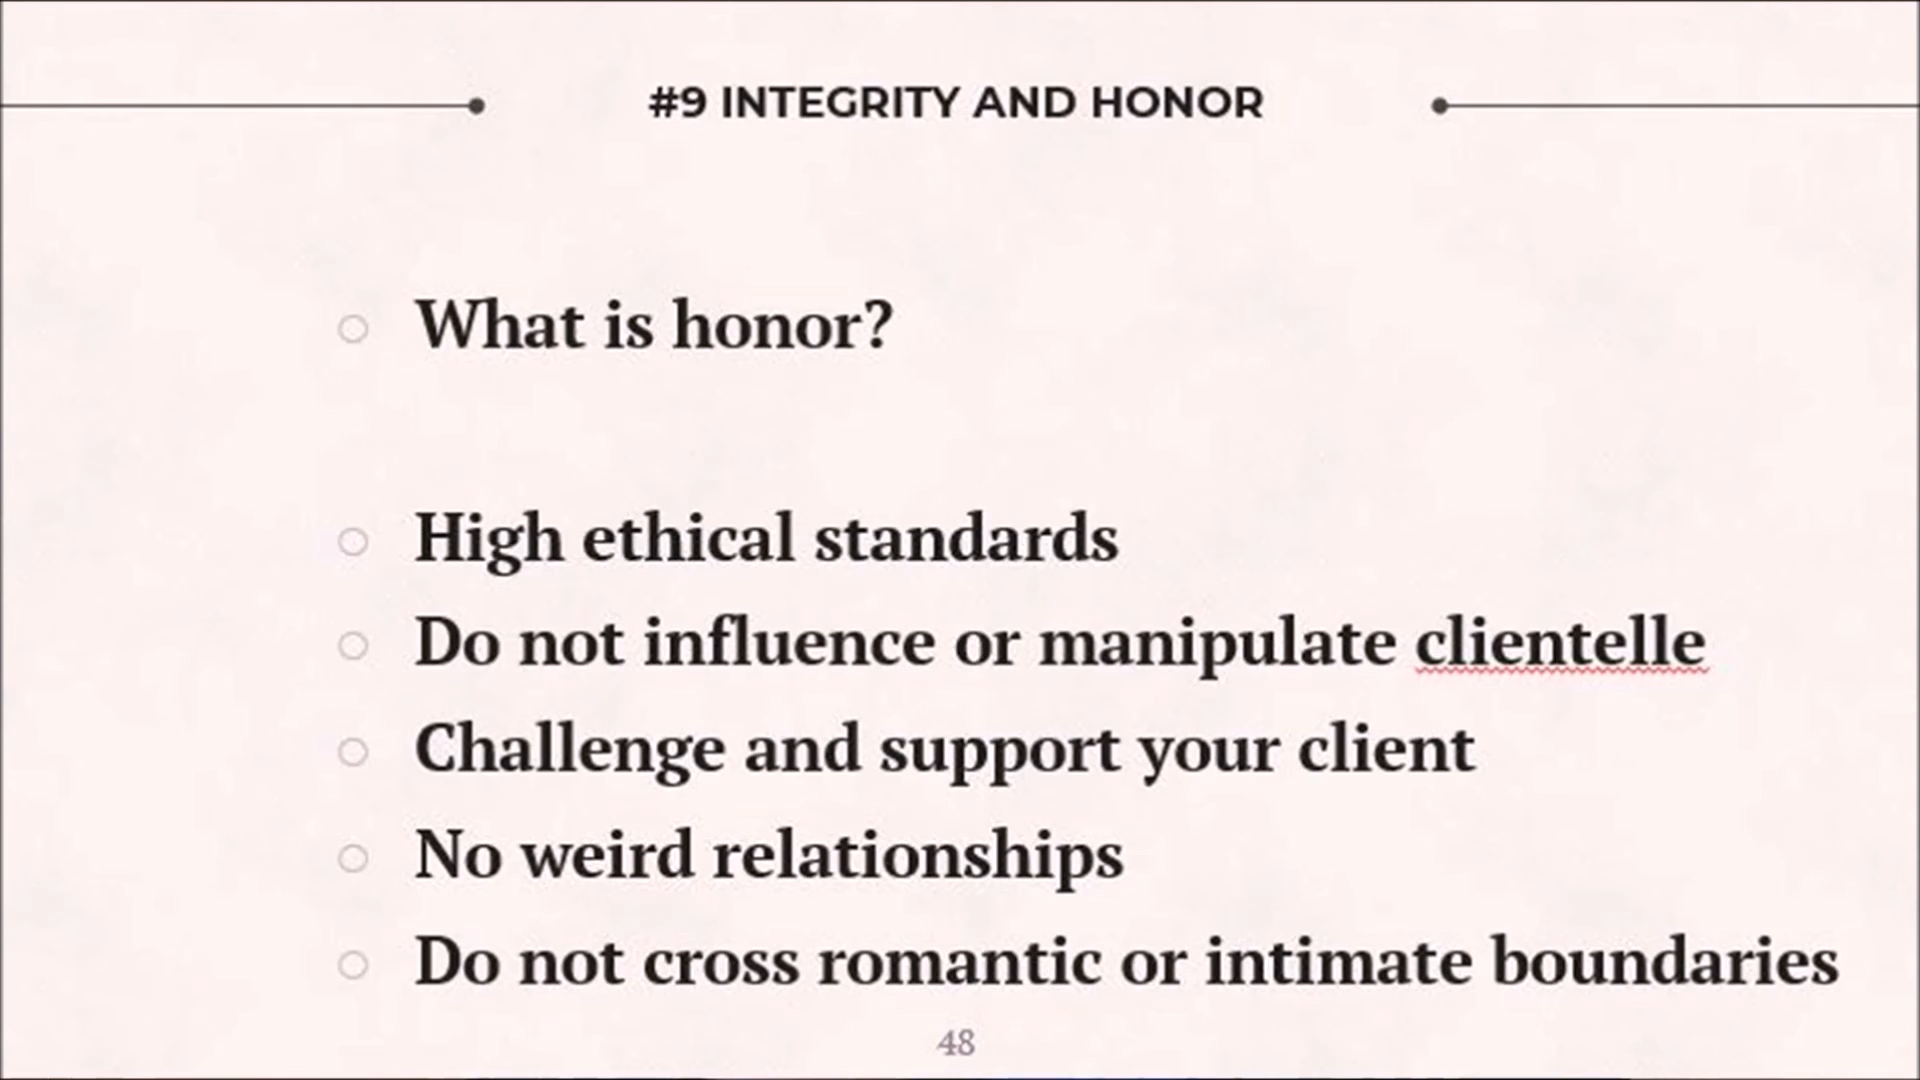 #9 INTEGRITY AND HONOR
What is honor?
High ethical standards
Do not influence or manipulate clientelle
Challenge and support your client
No weird relationships
Do not cross romantic or intimate boundaries
48